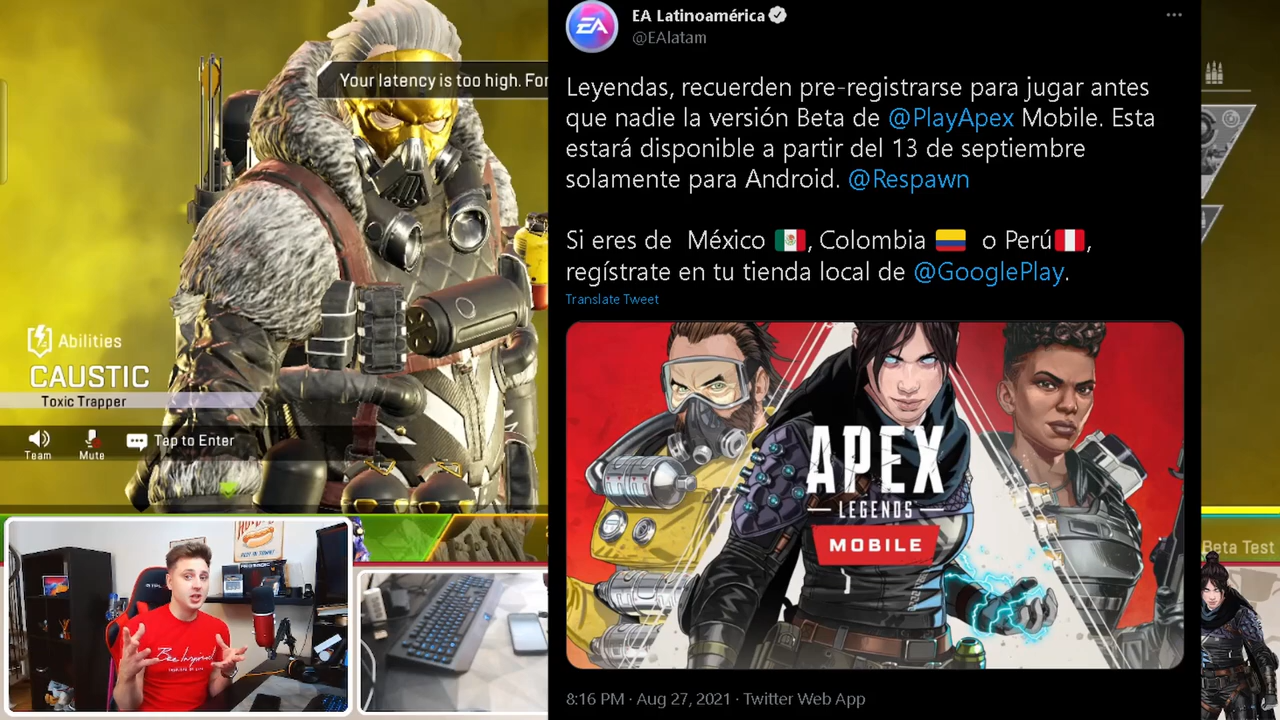 Your latency is too high. For
Abilities
CAUSTIC
Toxic Trapper
Team
Mute
Tap to Enter
EA
EA Latinoamérica
@EAlatam
Leyendas, recuerden pre-registrarse para jugar antes
que nadie la versión Beta de @PlayApex Mobile. Esta
estará disponible a partir del 13 de septiembre
solamente para Android. @Respawn
Si eres de México 🇲🇽, Colombia 🇨🇴 o Perú🇵🇪,
regístrate en tu tienda local de @GooglePlay.
Translate Tweet
APEX
LEGENDS
MOBILE
8:16 PM · Aug 27, 2021 · Twitter Web App
Beta Test